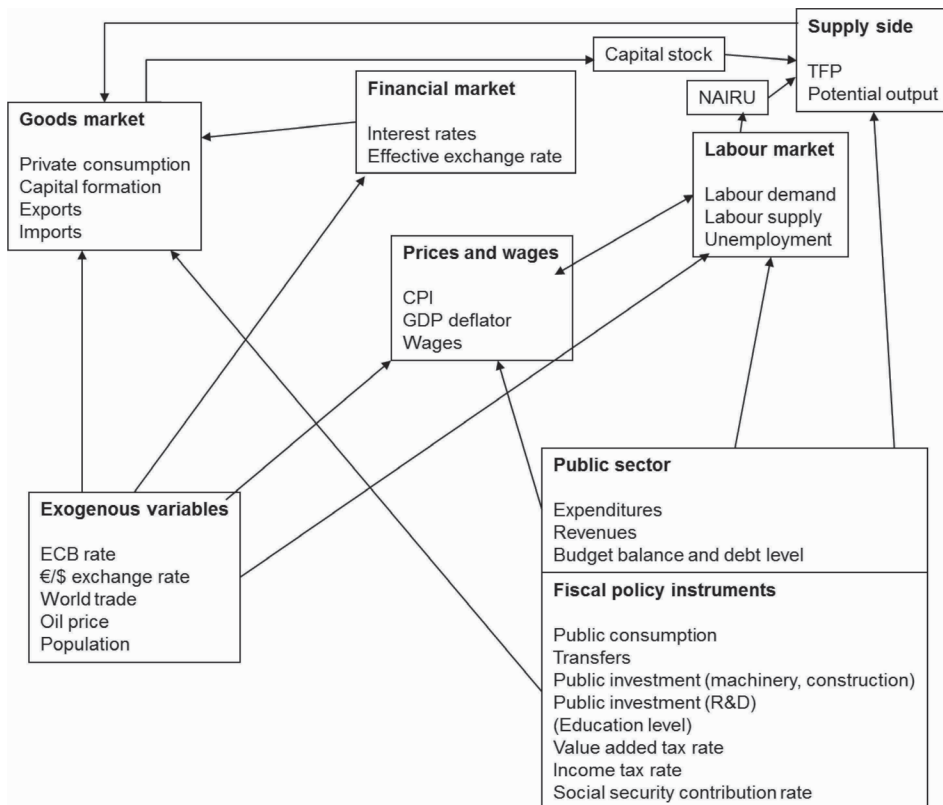 Supply side
TFP
Potential output
Capital stock
NAIRU
Financial market
Interest rates
Effective exchange rate
Goods market
Private consumption
Capital formation
Exports
Imports
Labour market
Labour demand
Labour supply
Unemployment
Prices and wages
CPI
GDP deflator
Wages
Public sector
Expenditures
Revenues
Budget balance and debt level
Exogenous variables
ECB rate
€/$ exchange rate
World trade
Oil price
Population
Fiscal policy instruments
Public consumption
Transfers
Public investment (machinery, construction)
Public investment (R&D)
(Education level)
Value added tax rate
Income tax rate
Social security contribution rate